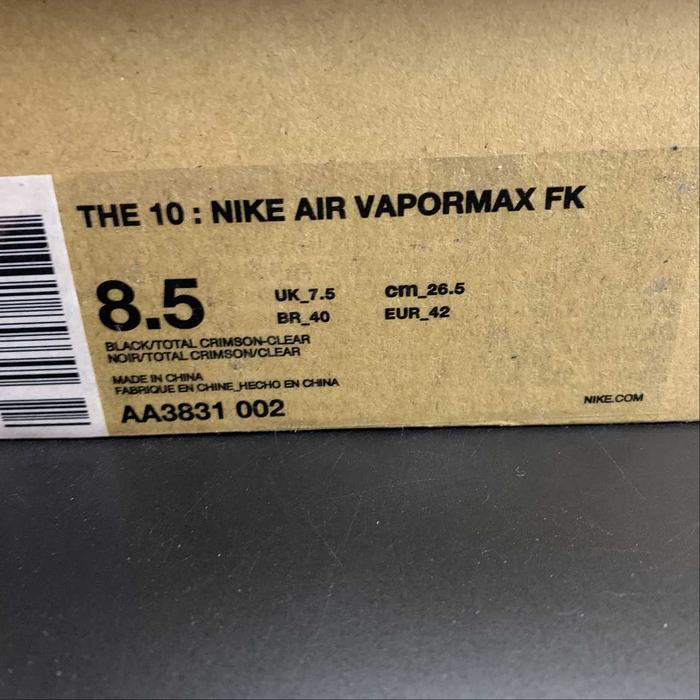 THE 10 : NIKE AIR VAPORMAX FK
8.5
UK_7.5 cm_26.5
BR_40 EUR_42
BLACK/TOTAL CRIMSON-CLEAR
NOIR/TOTAL CRIMSON/CLEAR
MADE IN CHINA
FABRIQUE EN CHINE_HECHO EN CHINA
AA3831 002
NIKE.COM